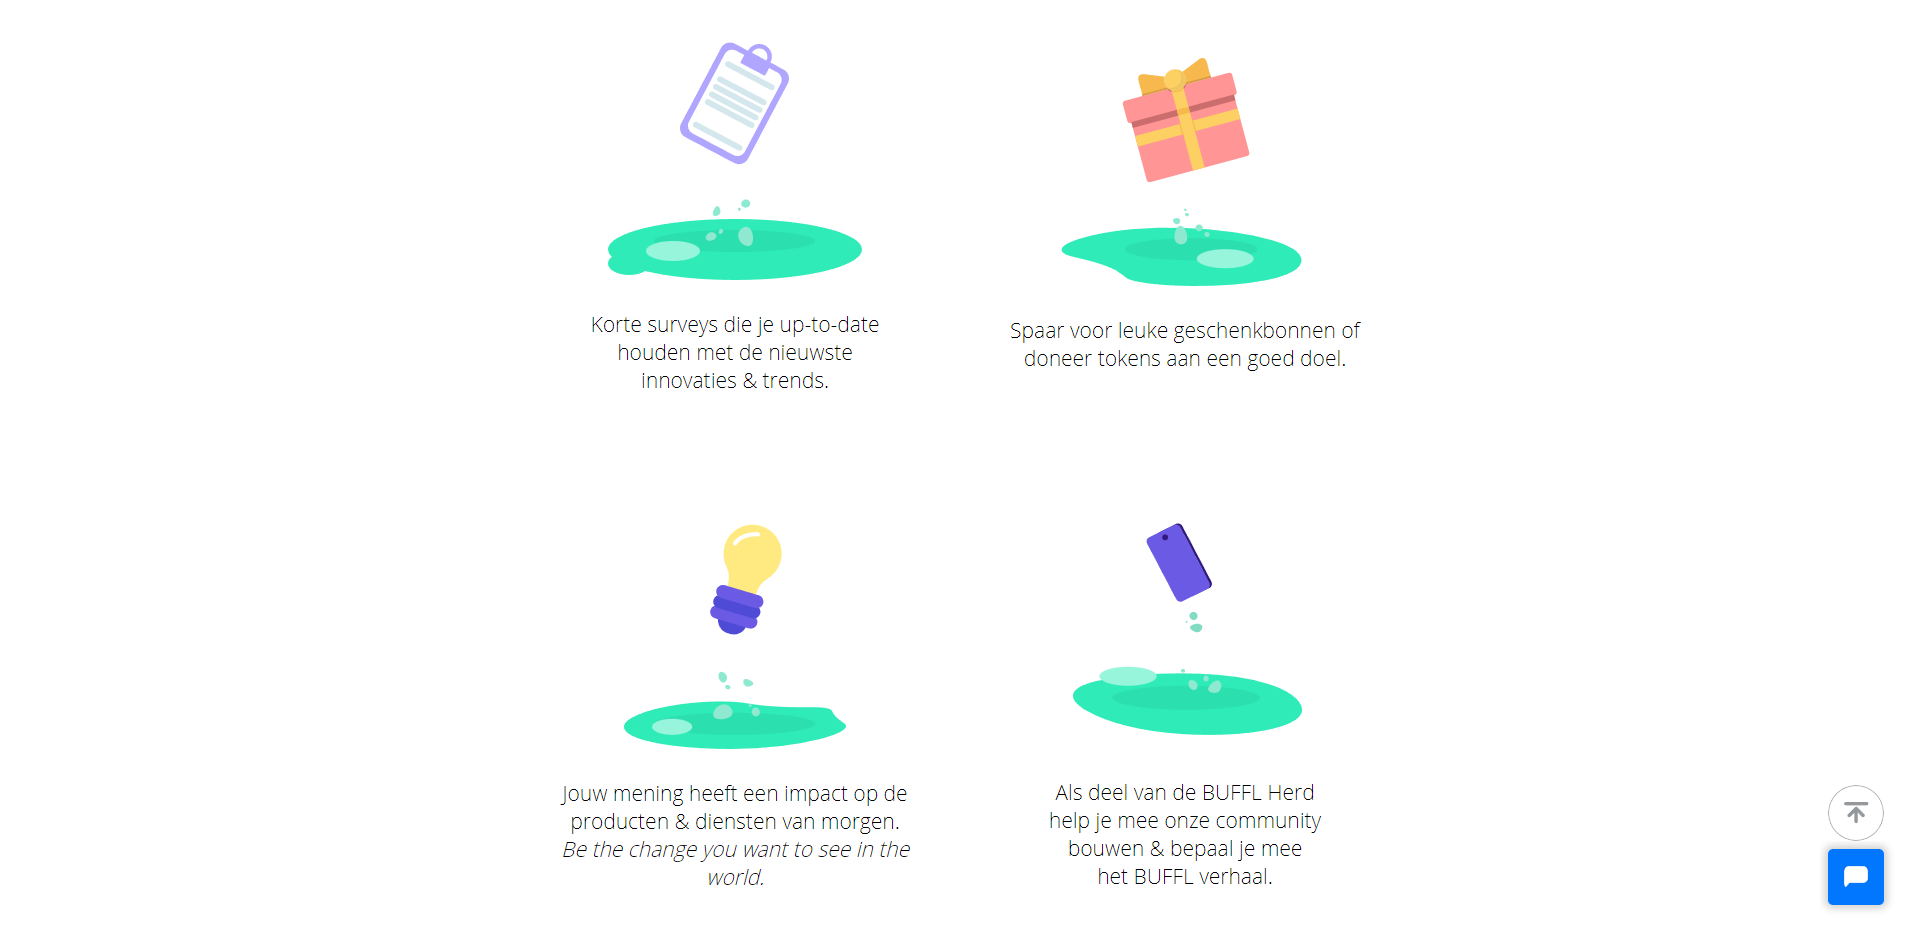 Korte surveys die je up-to-date
houden met de nieuwste
innovaties & trends.
Spaar voor leuke geschenkbonnen of
doneer tokens aan een goed doel.
Jouw mening heeft een impact op de
producten & diensten van morgen.
Be the change you want to see in the
world.
Als deel van de BUFFL Herd
help je mee onze community
bouwen & bepaal je mee
het BUFFL verhaal.